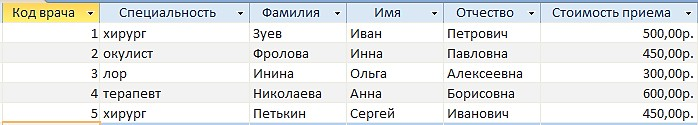 Код врача Специальность Фамилия Имя Отчество Стоимость приема
1 хирург Зуев Иван Петрович 500,00р.
2 окулист Фролова Инна Павловна 450,00р.
3 лор Инина Ольга Алексеевна 300,00р.
4 терапевт Николаева Анна Борисовна 600,00р.
5 хирург Петькин Сергей Иванович 450,00р.